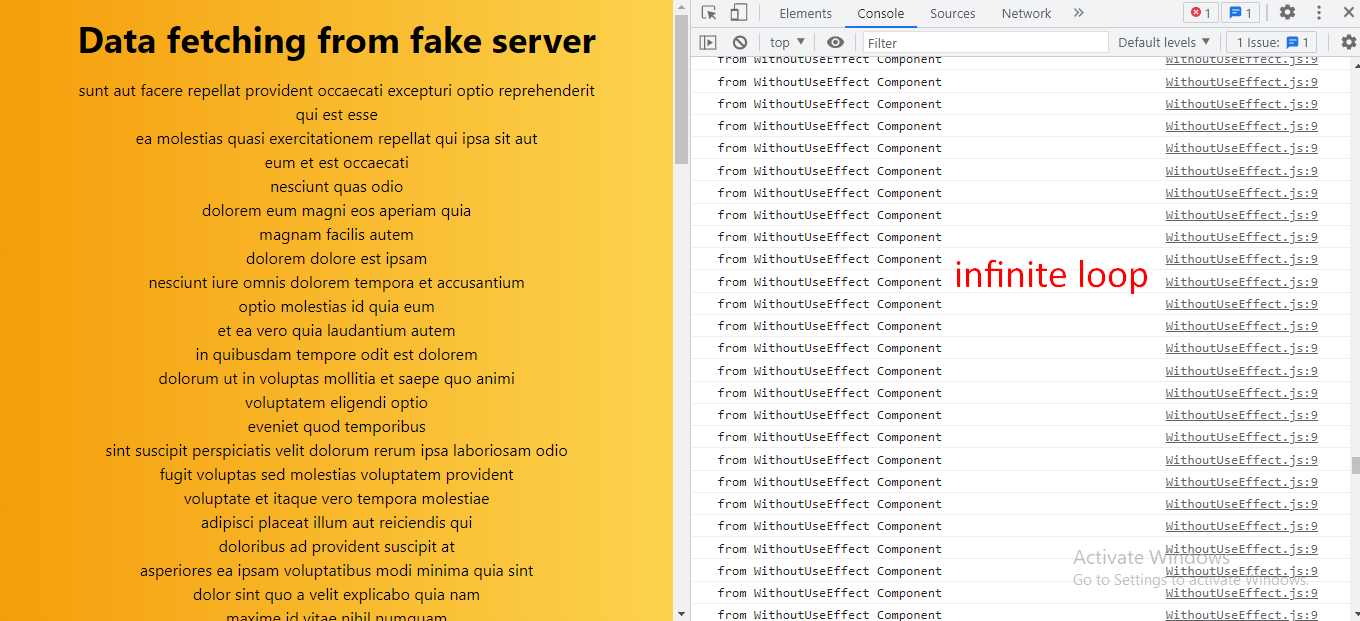 Data fetching from fake server
sunt aut facere repellat provident occaecati excepturi optio reprehenderit
qui est esse
ea molestias quasi exercitationem repellat qui ipsa sit aut
eum et est occaecati
nesciunt quas odio
dolorem eum magni eos aperiam quia
magnam facilis autem
dolorem dolore est ipsam
nesciunt iure omnis dolorem tempora et accusantium
optio molestias id quia eum
et ea vero quia laudantium autem
in quibusdam tempore odit est dolorem
dolorum ut in voluptas mollitia et saepe quo animi
voluptatem eligendi optio
eveniet quod temporibus
sint suscipit perspiciatis velit dolorum rerum ipsa laboriosam odio
fugit voluptas sed molestias voluptatem provident
voluptate et itaque vero tempora molestiae
adipisci placeat illum aut reiciendis qui
doloribus ad provident suscipit at
asperiores ea ipsam voluptatibus modi minima quia sint
dolor sint quo a velit explicabo quia nam
maxime id vitae nihil numquam
Elements Console Sources Network » 1 1
top Filter Default levels 1 Issue: 1
from WithoutUseEffect Component WithoutUseEffect.js:9
from WithoutUseEffect Component WithoutUseEffect.js:9
from WithoutUseEffect Component WithoutUseEffect.js:9
from WithoutUseEffect Component WithoutUseEffect.js:9
from WithoutUseEffect Component WithoutUseEffect.js:9
from WithoutUseEffect Component WithoutUseEffect.js:9
from WithoutUseEffect Component WithoutUseEffect.js:9
from WithoutUseEffect Component WithoutUseEffect.js:9
from WithoutUseEffect Component WithoutUseEffect.js:9
from WithoutUseEffect Component WithoutUseEffect.js:9
infinite loop
from WithoutUseEffect Component WithoutUseEffect.js:9
from WithoutUseEffect Component WithoutUseEffect.js:9
from WithoutUseEffect Component WithoutUseEffect.js:9
from WithoutUseEffect Component WithoutUseEffect.js:9
from WithoutUseEffect Component WithoutUseEffect.js:9
from WithoutUseEffect Component WithoutUseEffect.js:9
from WithoutUseEffect Component WithoutUseEffect.js:9
from WithoutUseEffect Component WithoutUseEffect.js:9
from WithoutUseEffect Component WithoutUseEffect.js:9
from WithoutUseEffect Component WithoutUseEffect.js:9
from WithoutUseEffect Component WithoutUseEffect.js:9
from WithoutUseEffect Component WithoutUseEffect.js:9
from WithoutUseEffect Component WithoutUseEffect.js:9
Activate Windows
from WithoutUseEffect Component WithoutUseEffect.js:9
Go to Settings to activate Windows.
from WithoutUseEffect Component WithoutUseEffect.js:9
from WithoutUseEffect Component WithoutUseEffect.js:9